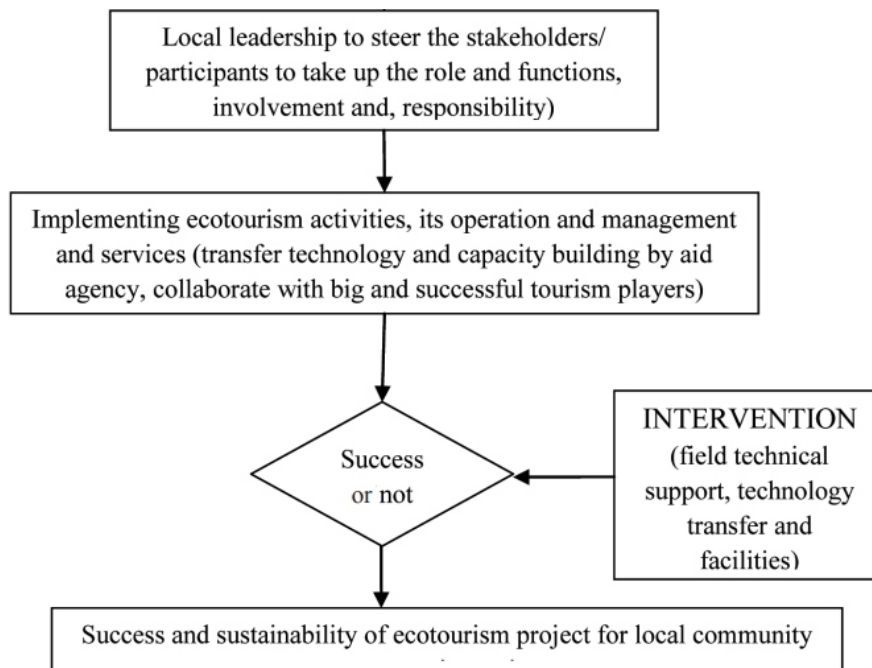 Local leadership to steer the stakeholders/
participants to take up the role and functions,
involvement and, responsibility)
Implementing ecotourism activities, its operation and management
and services (transfer technology and capacity building by aid
agency, collaborate with big and successful tourism players)
Success
or not
INTERVENTION
(field technical
support, technology
transfer and
facilities)
Success and sustainability of ecotourism project for local community